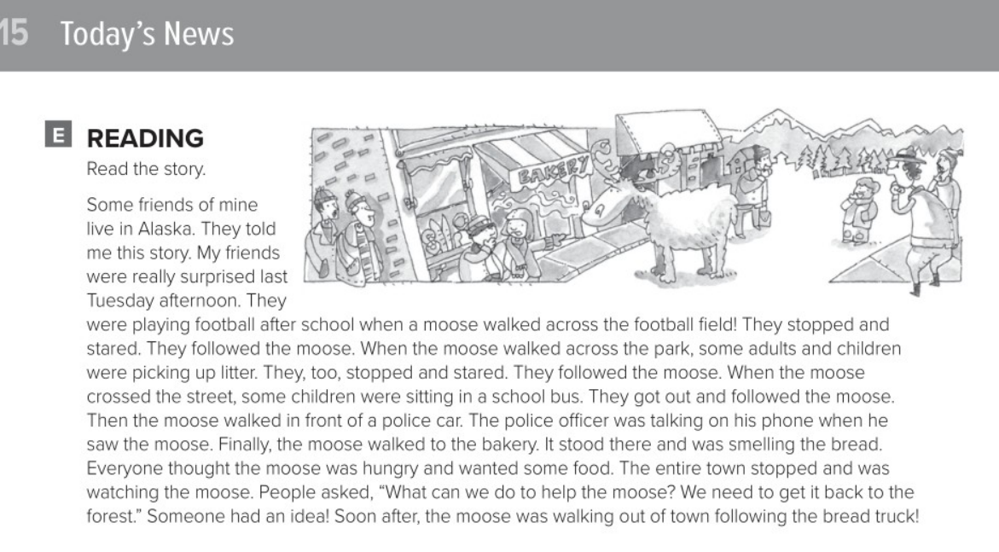 15 Today's News
E READING
Read the story.
BAKERY
Some friends of mine
live in Alaska. They told
me this story. My friends
were really surprised last
Tuesday afternoon. They
were playing football after school when a moose walked across the football field! They stopped and
stared. They followed the moose. When the moose walked across the park, some adults and children
were picking up litter. They, too, stopped and stared. They followed the moose. When the moose
crossed the street, some children were sitting in a school bus. They got out and followed the moose.
Then the moose walked in front of a police car. The police officer was talking on his phone when he
saw the moose. Finally, the moose walked to the bakery. It stood there and was smelling the bread.
Everyone thought the moose was hungry and wanted some food. The entire town stopped and was
watching the moose. People asked, “What can we do to help the moose? We need to get it back to the
forest.” Someone had an idea! Soon after, the moose was walking out of town following the bread truck!